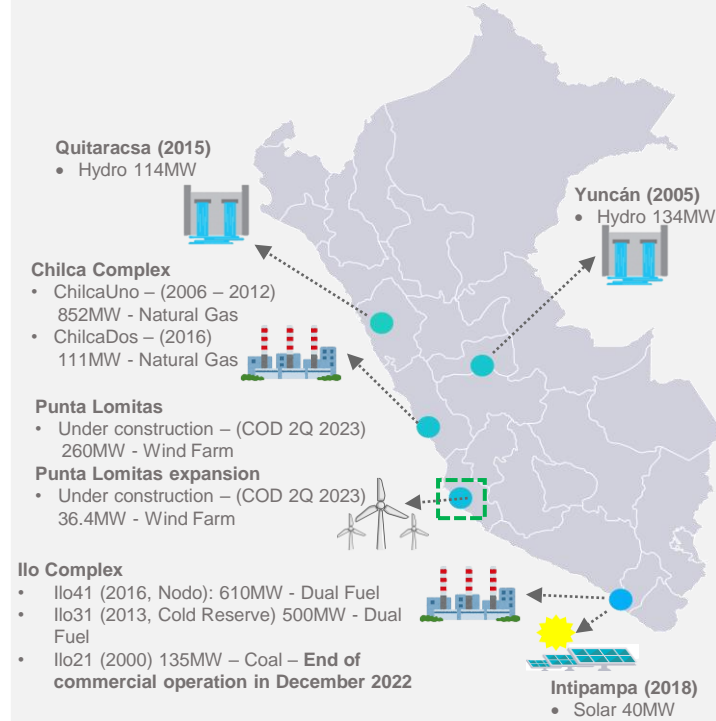 Quitaracsa (2015)
• Hydro 114MW
Yuncán (2005)
• Hydro 134MW
Chilca Complex
• ChilcaUno – (2006 – 2012)
852MW - Natural Gas
• ChilcaDos – (2016)
111MW - Natural Gas
Punta Lomitas
• Under construction – (COD 2Q 2023)
260MW - Wind Farm
Punta Lomitas expansion
• Under construction – (COD 2Q 2023)
36.4MW - Wind Farm
Ilo Complex
• Ilo41 (2016, Nodo): 610MW - Dual Fuel
• Ilo31 (2013, Cold Reserve) 500MW - Dual
Fuel
• Ilo21 (2000) 135MW – Coal – End of
commercial operation in December 2022
Intipampa (2018)
• Solar 40MW